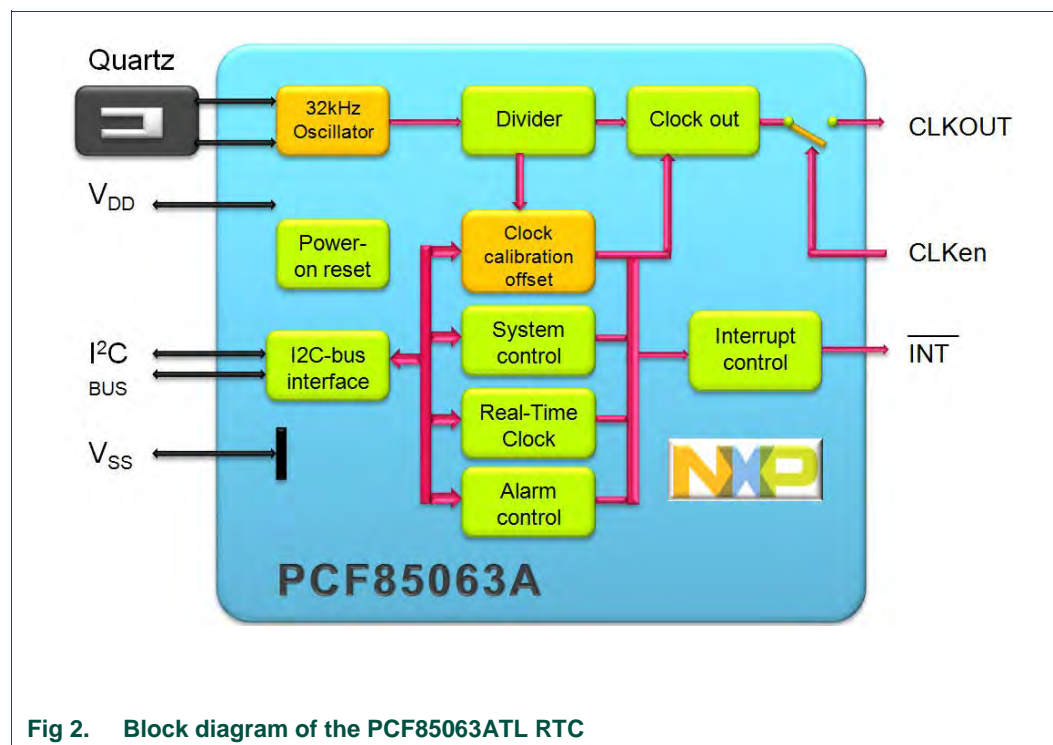 Quartz
32kHz
Oscillator
Divider
Clock out
CLKOUT
V_DD
Power-
on reset
Clock
calibration
offset
CLKen
System
control
I²C
BUS
I2C-bus
interface
Interrupt
control
INT
Real-Time
Clock
V_SS
Alarm
control
NXP
PCF85063A
Fig 2. Block diagram of the PCF85063ATL RTC